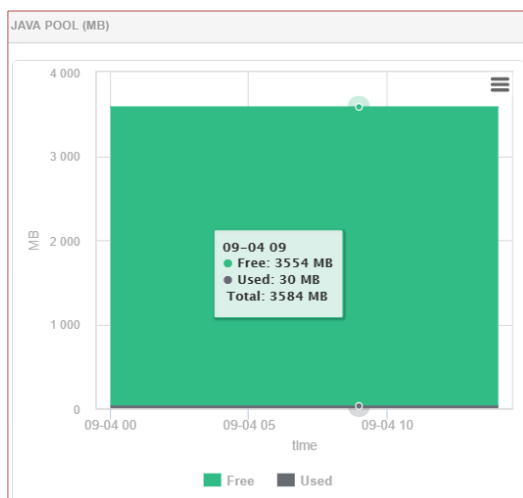 JAVA POOL (MB)
4 000
3 000
2 000
1 000
0
MB
09-04 09
Free: 3554 MB
Used: 30 MB
Total: 3584 MB
09-04 00
09-04 05
09-04 10
time
Free
Used